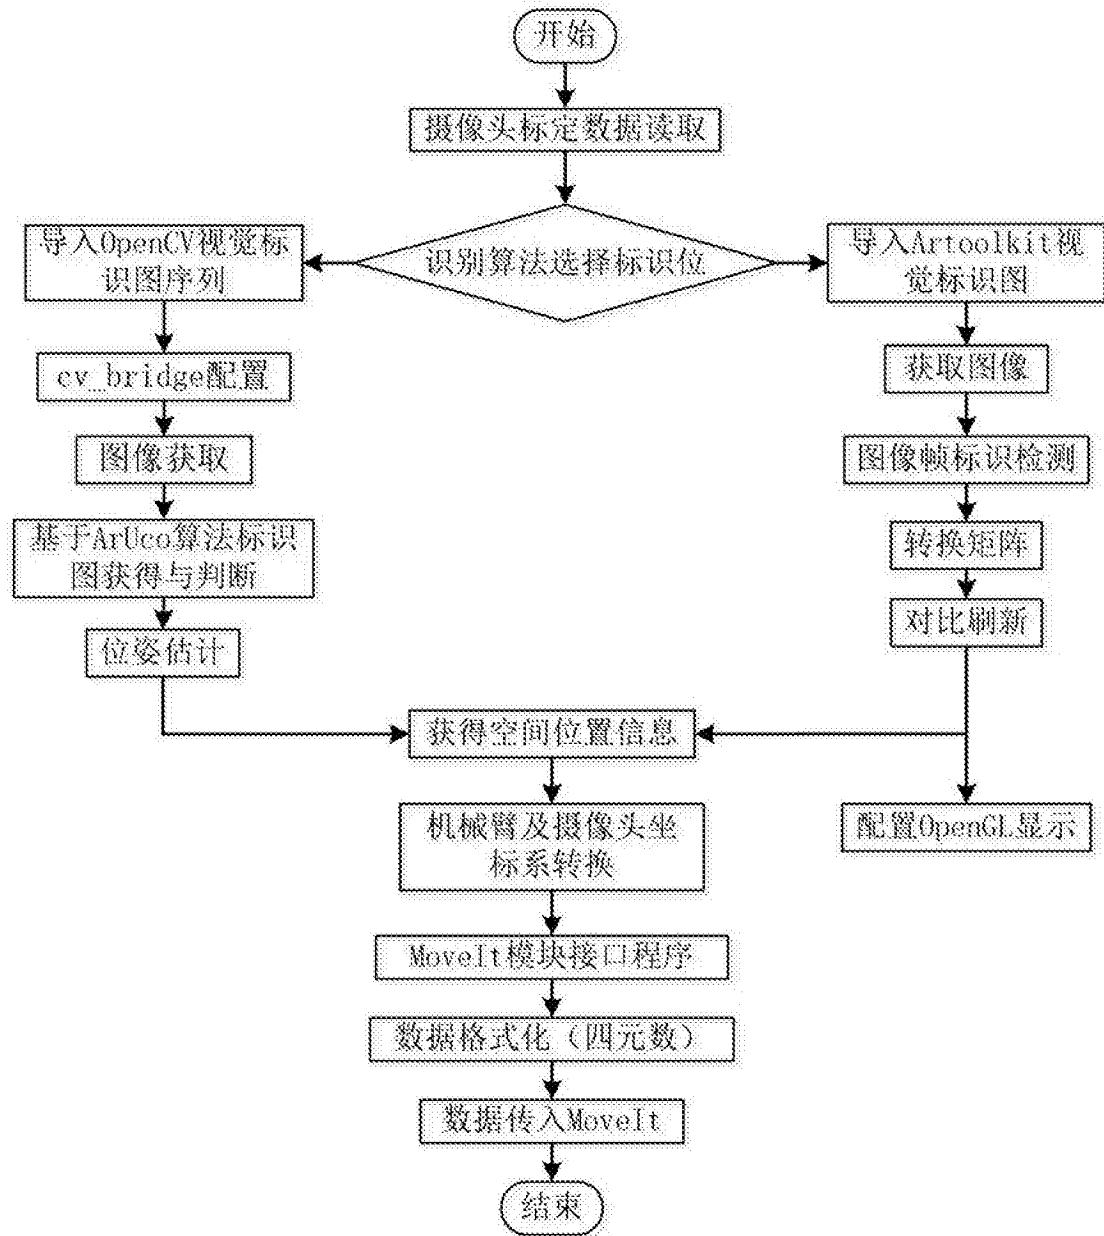 开始
摄像头标定数据读取
识别算法选择标识位
导入OpenCV视觉标
识图序列
cv_bridge配置
图像获取
基于ArUco算法标识
图获得与判断
位姿估计
导入Artoolkit视
觉标识图
获取图像
图像帧标识检测
转换矩阵
对比刷新
配置OpenGL显示
获得空间位置信息
机械臂及摄像头坐
标系转换
MoveIt模块接口程序
数据格式化（四元数）
数据传入MoveIt
结束